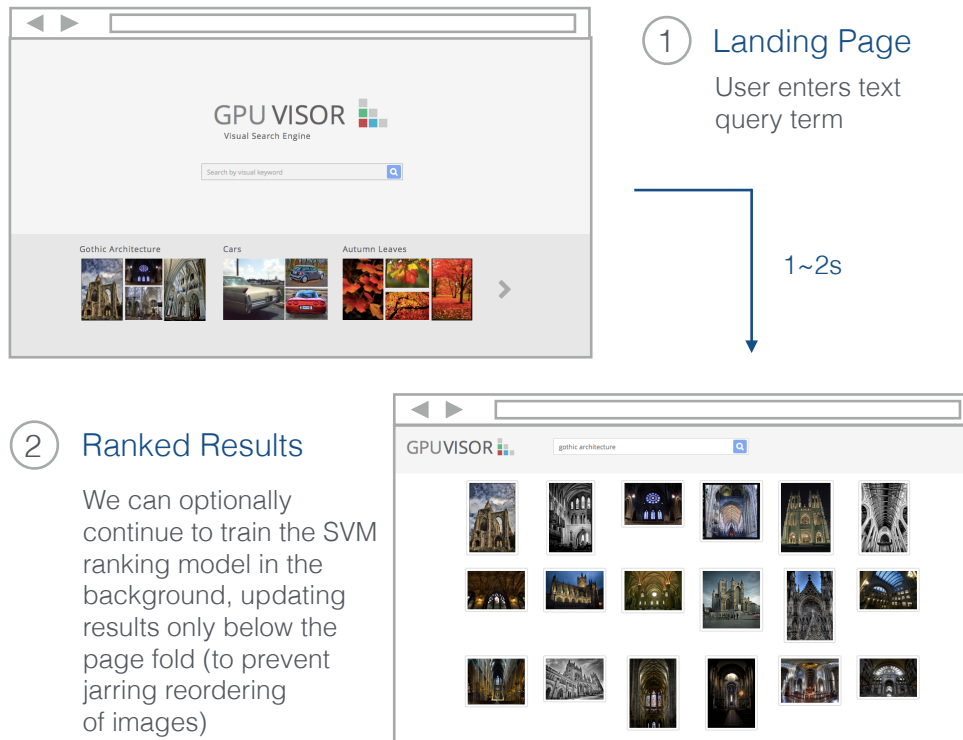 GPU VISOR
Visual Search Engine
Search by visual keyword
Gothic Architecture
Cars
Autumn Leaves
1
Landing Page
User enters text
query term
1~2s
2
Ranked Results
We can optionally
continue to train the SVM
ranking model in the
background, updating
results only below the
page fold (to prevent
jarring reordering
of images)
GPUVISOR
gothic architecture